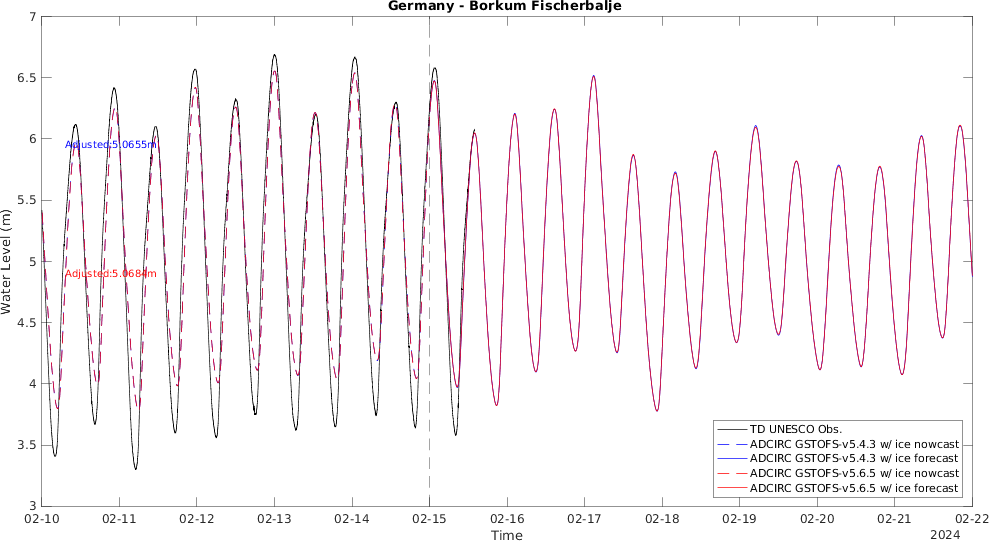 Germany - Borkum Fischerbalje
Water Level (m)
7
6.5
6
5.5
5
4.5
4
3.5
3
Adjusted:5.0655m
Adjusted:5.0684m
TD UNESCO Obs.
ADCIRC GSTOFS-v5.4.3 w/ ice nowcast
ADCIRC GSTOFS-v5.4.3 w/ ice forecast
ADCIRC GSTOFS-v5.6.5 w/ ice nowcast
ADCIRC GSTOFS-v5.6.5 w/ ice forecast
02-10 02-11 02-12 02-13 02-14 02-15 02-16 02-17 02-18 02-19 02-20 02-21 02-22
Time
2024